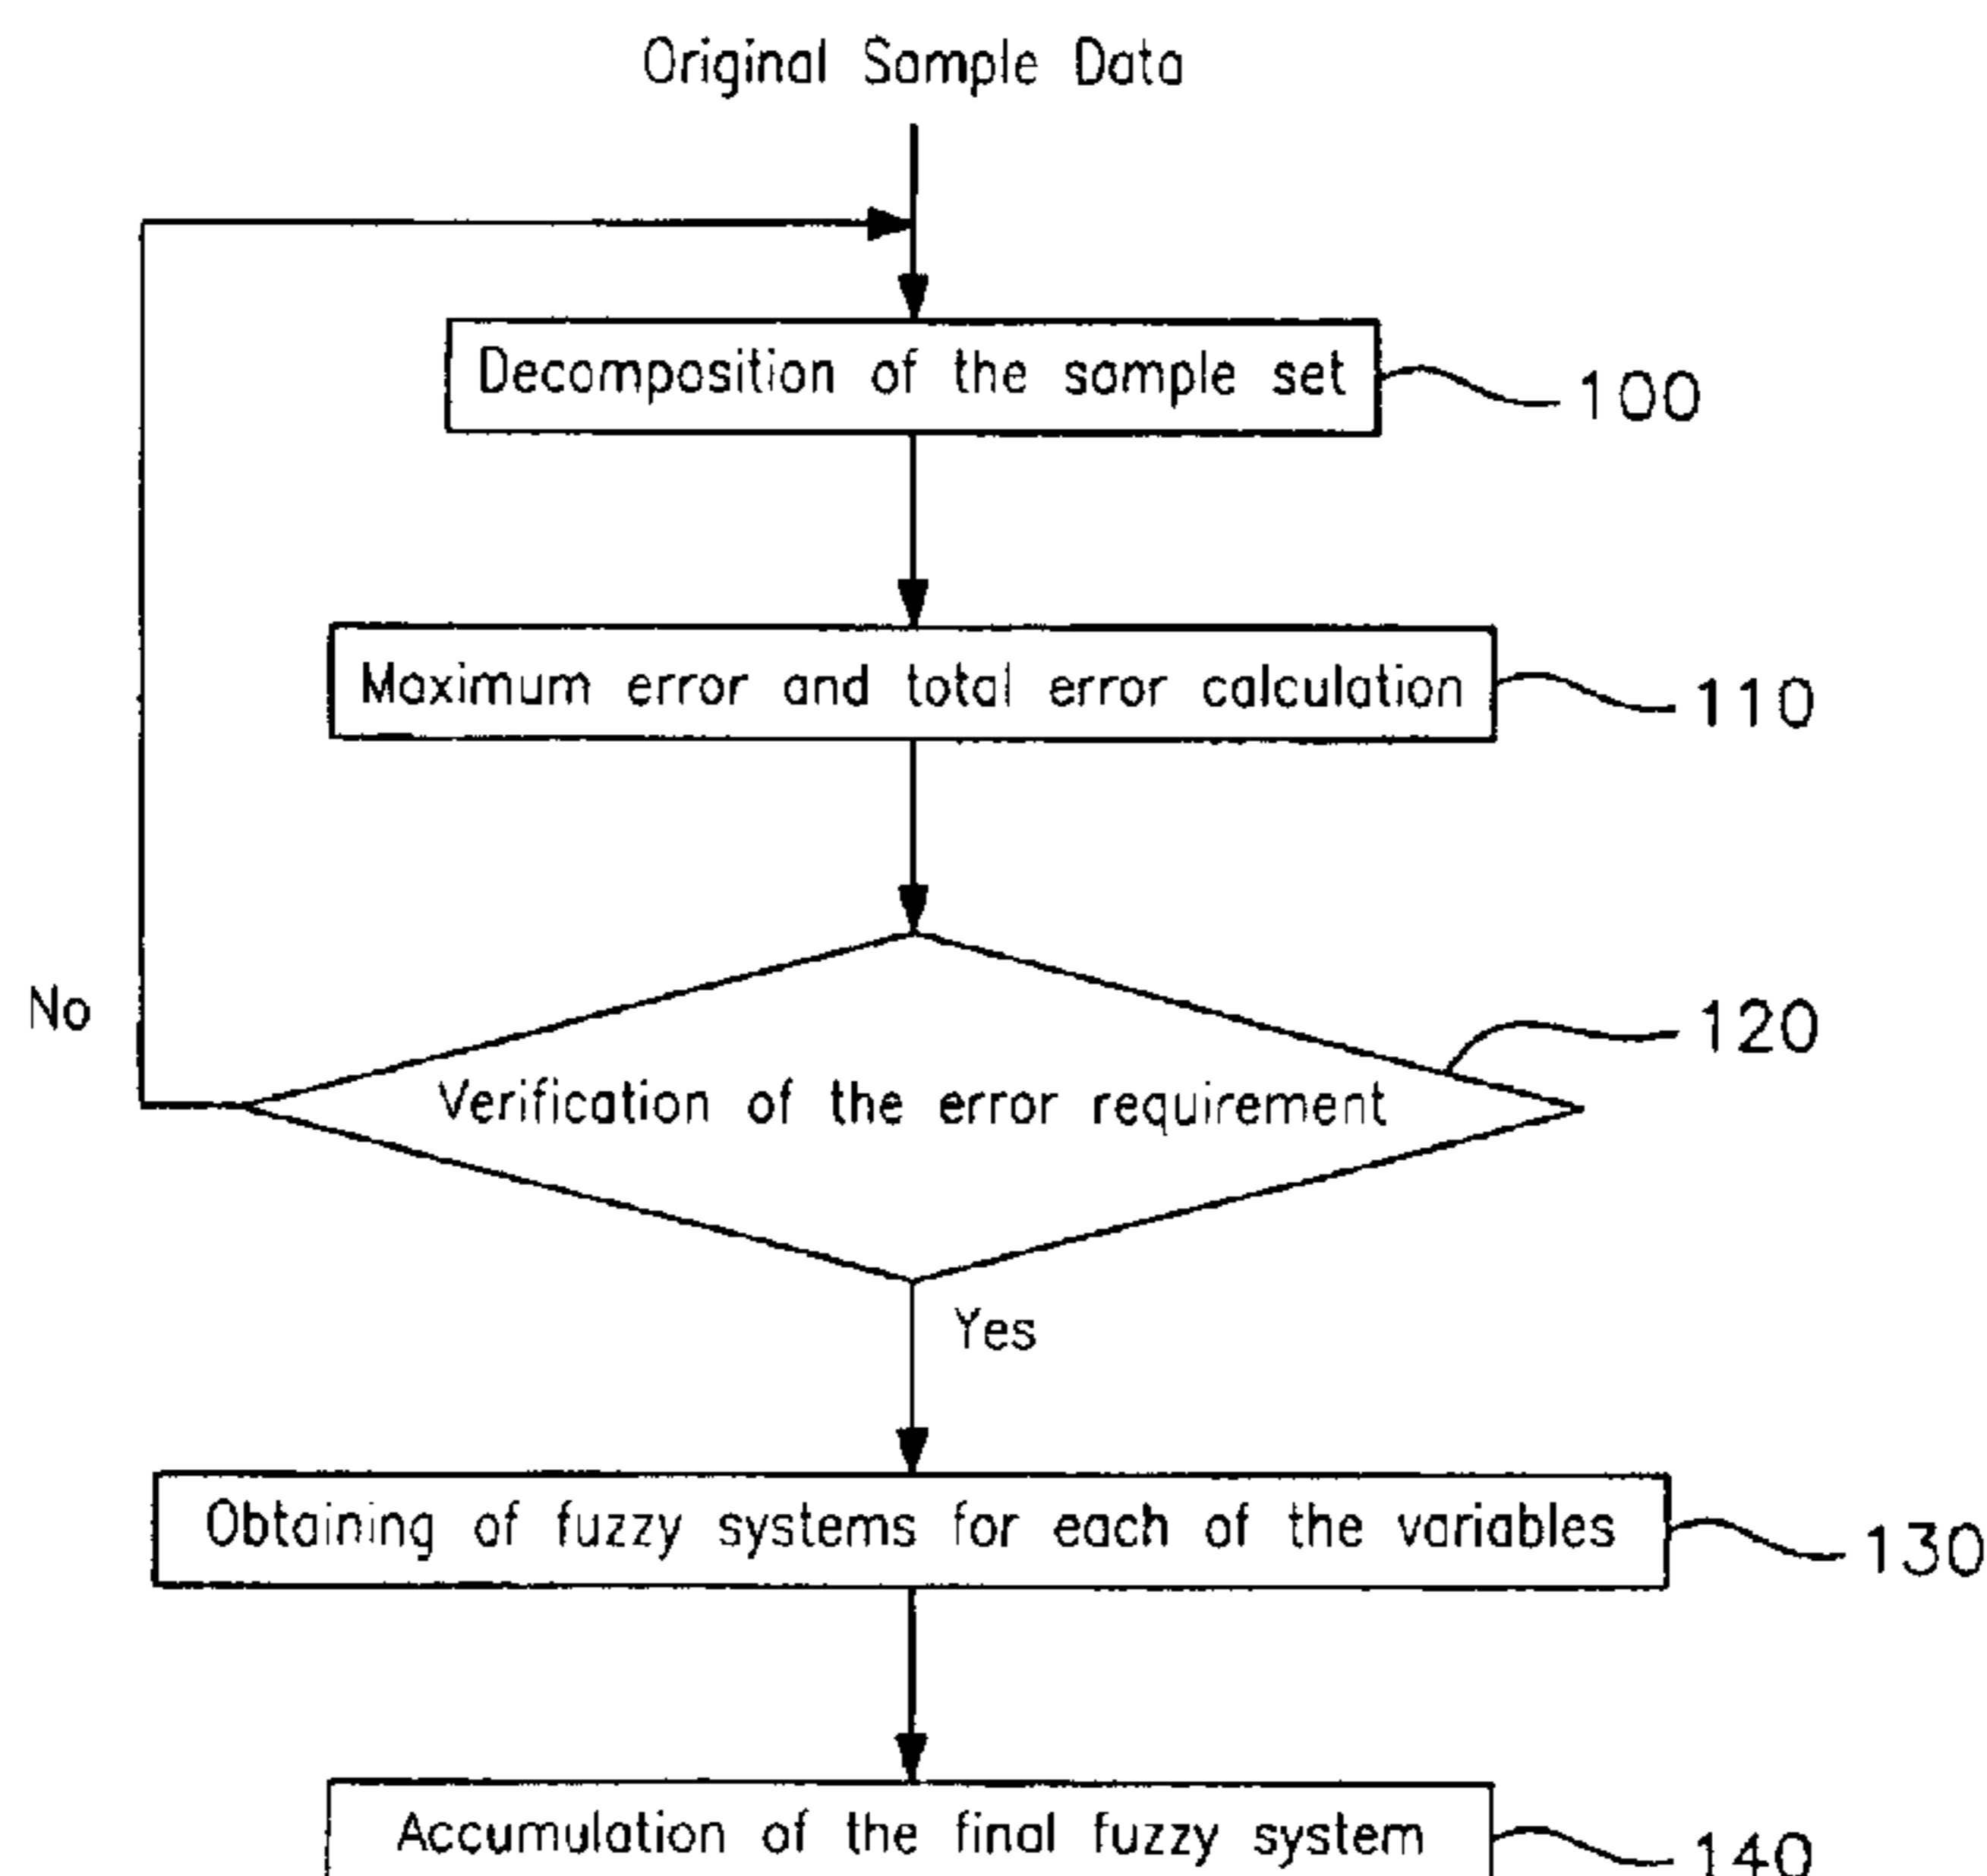 Original Sample Data
Decomposition of the sample set
100
Maximum error and total error calculation
110
No
120
Verification of the error requirement
Yes
Obtaining of fuzzy systems for each of the variables
130
Accumulation of the final fuzzy system
140